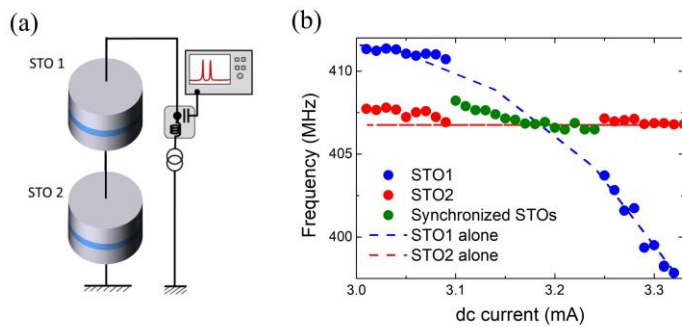 (a)
STO 1
STO 2
(b)
Frequency (MHz)
410
405
400
STO1
STO2
Synchronized STOs
STO1 alone
STO2 alone
3.0
3.1
3.2
3.3
dc current (mA)